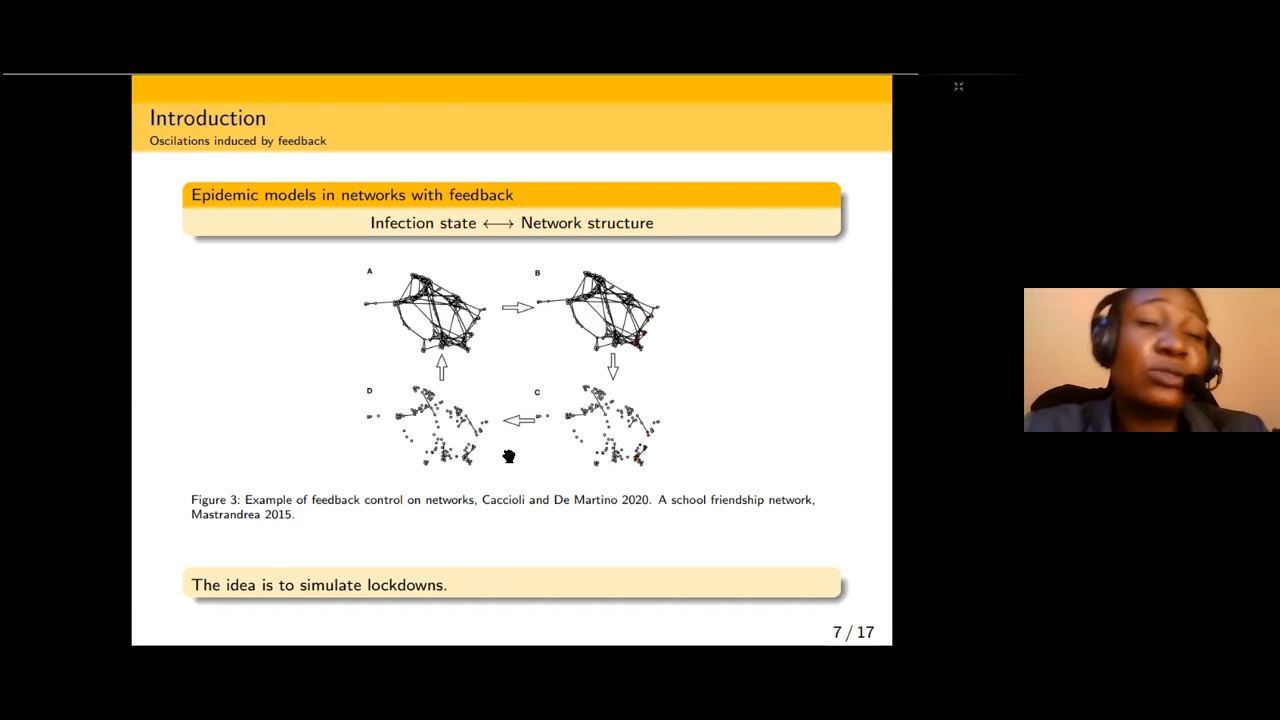 Introduction
Oscilations induced by feedback
Epidemic models in networks with feedback
Infection state ⟷ Network structure
A
B
D
C
Figure 3: Example of feedback control on networks, Caccioli and De Martino 2020. A school friendship network,
Mastrandrea 2015.
The idea is to simulate lockdowns.
7 / 17